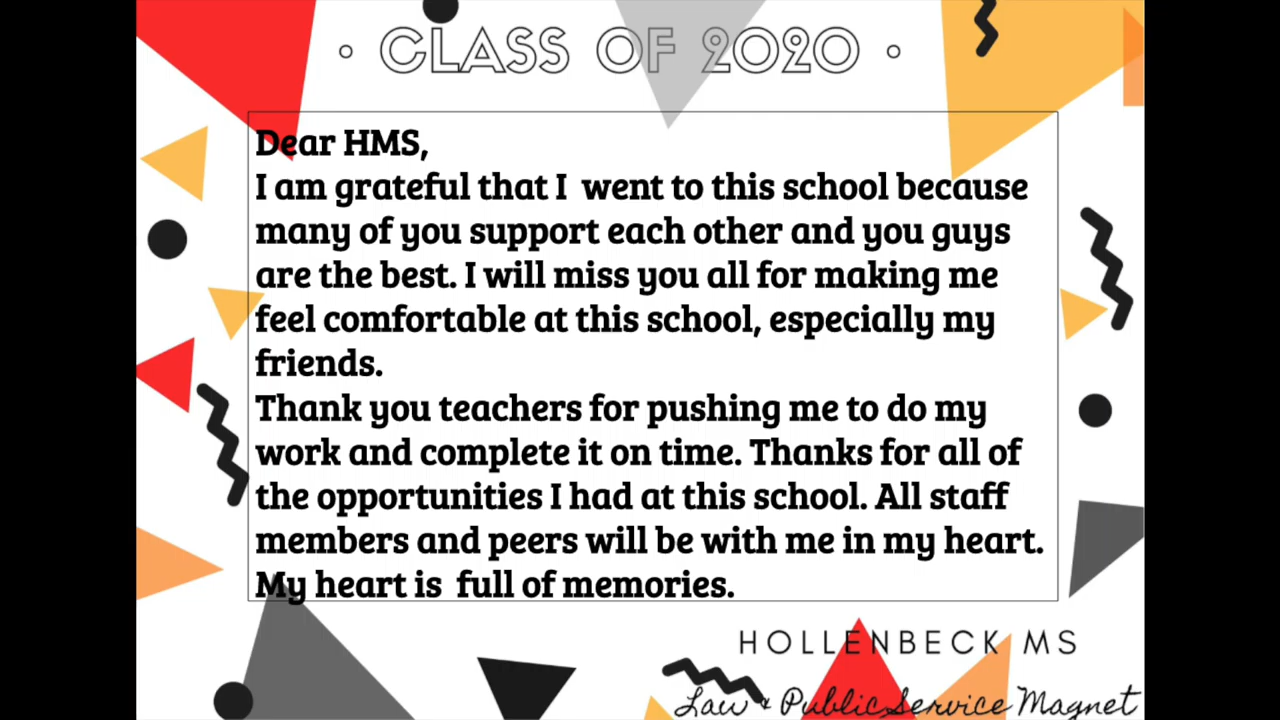 • CLASS OF 2020 •
Dear HMS,
I am grateful that I  went to this school because
many of you support each other and you guys
are the best. I will miss you all for making me
feel comfortable at this school, especially my
friends.
Thank you teachers for pushing me to do my
work and complete it on time. Thanks for all of
the opportunities I had at this school. All staff
members and peers will be with me in my heart.
My heart is  full of memories.
HOLLENBECK MS
Law & Public Service Magnet